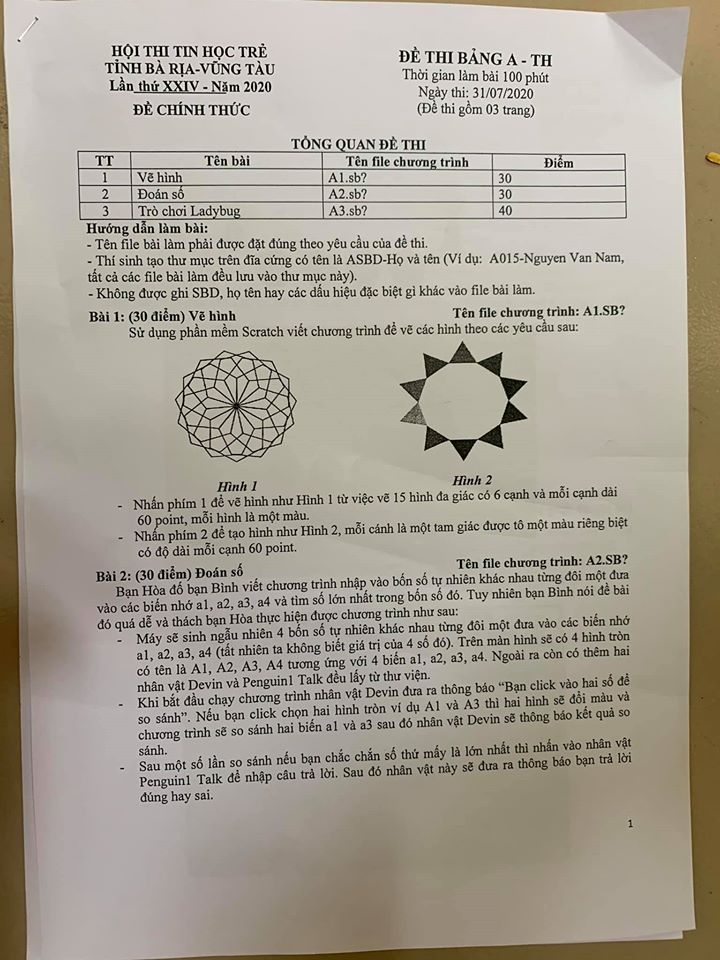 HỘI THI TIN HỌC TRẺ
TỈNH BÀ RỊA-VŨNG TÀU
Lần thứ XXIV - Năm 2020
ĐỀ CHÍNH THỨC
ĐỀ THI BẢNG A - TH
Thời gian làm bài 100 phút
Ngày thi: 31/07/2020
(Đề thi gồm 03 trang)
TỔNG QUAN ĐỀ THI
TT Tên bài Tên file chương trình Điểm
1 Vẽ hình A1.sb? 30
2 Đoán số A2.sb? 30
3 Trò chơi Ladybug A3.sb? 40
Hướng dẫn làm bài:
- Tên file bài làm phải được đặt đúng theo yêu cầu của đề thi.
- Thí sinh tạo thư mục trên đĩa cứng có tên là ASBD-Họ và tên (Ví dụ: A015-Nguyen Van Nam,
tất cả các file bài làm đều lưu vào thư mục này).
- Không được ghi SBD, họ tên hay các dấu hiệu đặc biệt gì khác vào file bài làm.
Bài 1: (30 điểm) Vẽ hình Tên file chương trình: A1.SB?
Sử dụng phần mềm Scratch viết chương trình để vẽ các hình theo các yêu cầu sau:
Hình 1 Hình 2
- Nhấn phím 1 để vẽ hình như Hình 1 từ việc vẽ 15 hình đa giác có 6 cạnh và mỗi cạnh dài
60 point, mỗi hình là một màu.
- Nhấn phím 2 để tạo hình như Hình 2, mỗi cánh là một tam giác được tô một màu riêng biệt
có độ dài mỗi cạnh 60 point.
Bài 2: (30 điểm) Đoán số Tên file chương trình: A2.SB?
Bạn Hòa đố bạn Bình viết chương trình nhập vào bốn số tự nhiên khác nhau từng đôi một đưa
vào các biến nhớ a1, a2, a3, a4 và tìm số lớn nhất trong bốn số đó. Tuy nhiên bạn Bình nói đề bài
đó quá dễ và thách bạn Hòa thực hiện được chương trình như sau:
- Máy sẽ sinh ngẫu nhiên 4 bốn số tự nhiên khác nhau từng đôi một đưa vào các biến nhớ
a1, a2, a3, a4 (tất nhiên ta không biết giá trị của 4 số đó). Trên màn hình sẽ có 4 hình tròn
có tên là A1, A2, A3, A4 tương ứng với 4 biến a1, a2, a3, a4. Ngoài ra còn có thêm hai
nhân vật Devin và Penguin1 Talk đều lấy từ thư viện.
- Khi bắt đầu chạy chương trình nhân vật Devin đưa ra thông báo “Bạn click vào hai số để
so sánh”. Nếu bạn click chọn hai hình tròn ví dụ A1 và A3 thì hai hình sẽ đổi màu và
chương trình sẽ so sánh hai biến a1 và a3 sau đó nhân vật Devin sẽ thông báo kết quả so
sánh.
- Sau một số lần so sánh nếu bạn chắc chắn số thứ mấy là lớn nhất thì nhấn vào nhân vật
Penguin1 Talk để nhập câu trả lời. Sau đó nhân vật này sẽ đưa ra thông báo bạn trả lời
đúng hay sai.
1